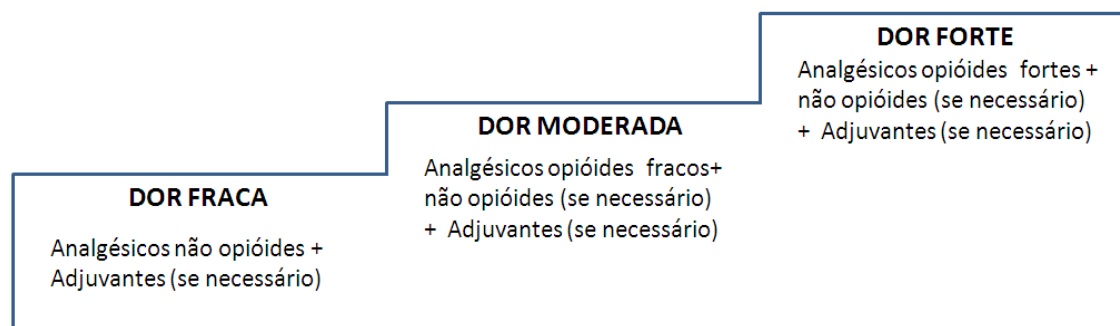 DOR FRACA
Analgésicos não opióides +
Adjuvantes (se necessário)
DOR MODERADA
Analgésicos opióides fracos+
não opióides (se necessário)
+ Adjuvantes (se necessário)
DOR FORTE
Analgésicos opióides fortes +
não opióides (se necessário)
+ Adjuvantes (se necessário)